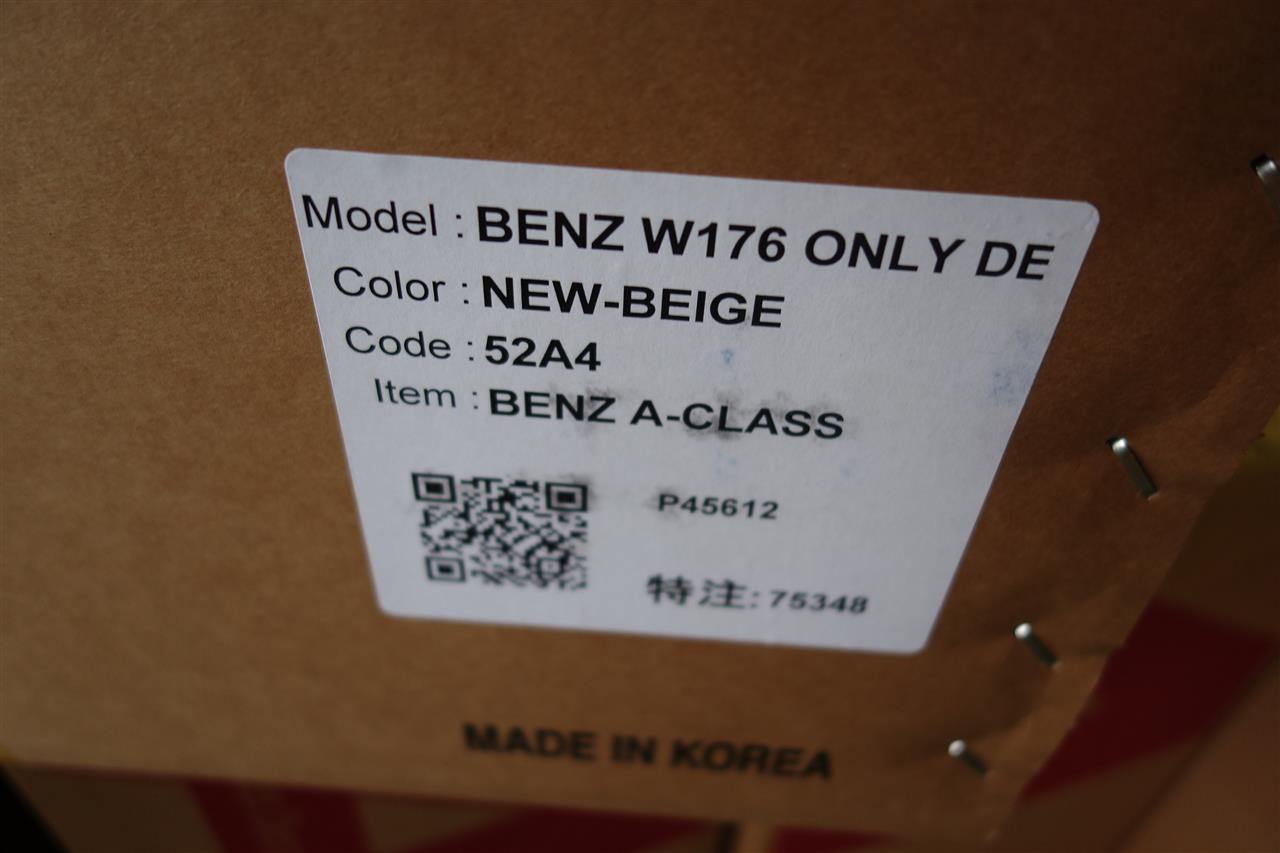 Model : BENZ W176 ONLY DE
Color : NEW-BEIGE
Code : 52A4
Item : BENZ A-CLASS
P45612
特注: 75348
MADE IN KOREA